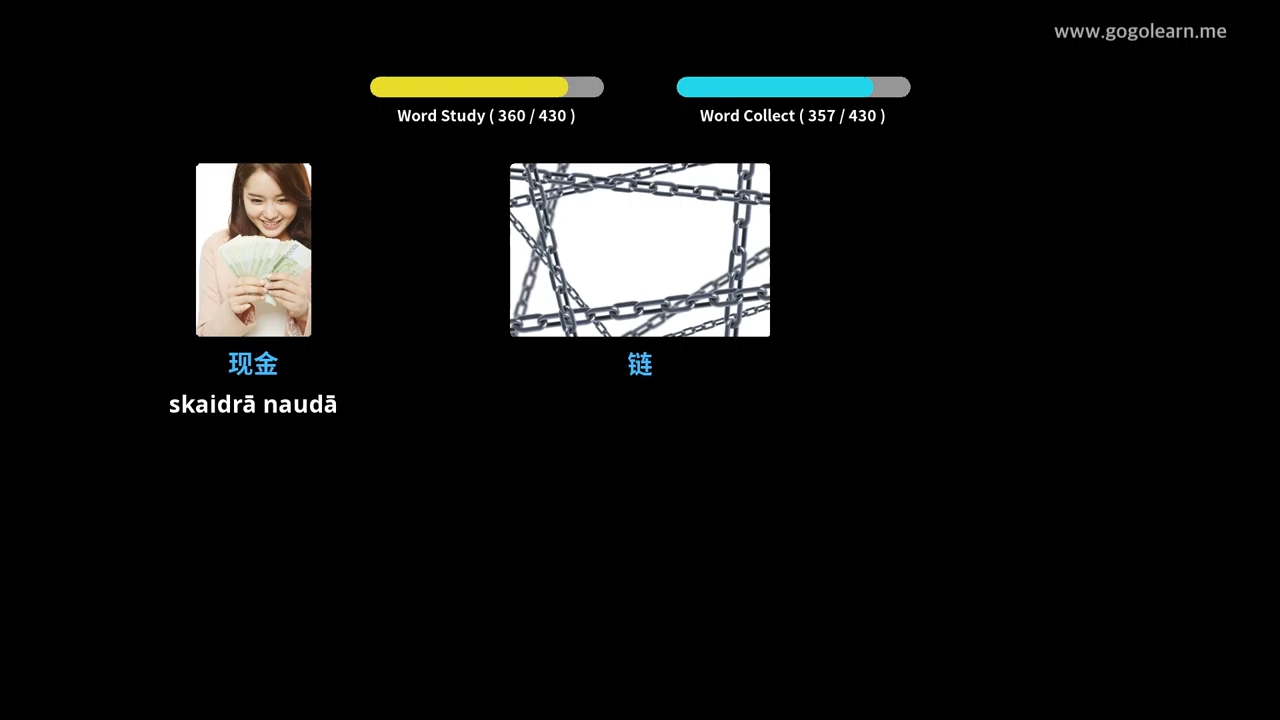 www.gogolearn.me
Word Study ( 360 / 430 )
Word Collect ( 357 / 430 )
现金
链
skaidrā naudā